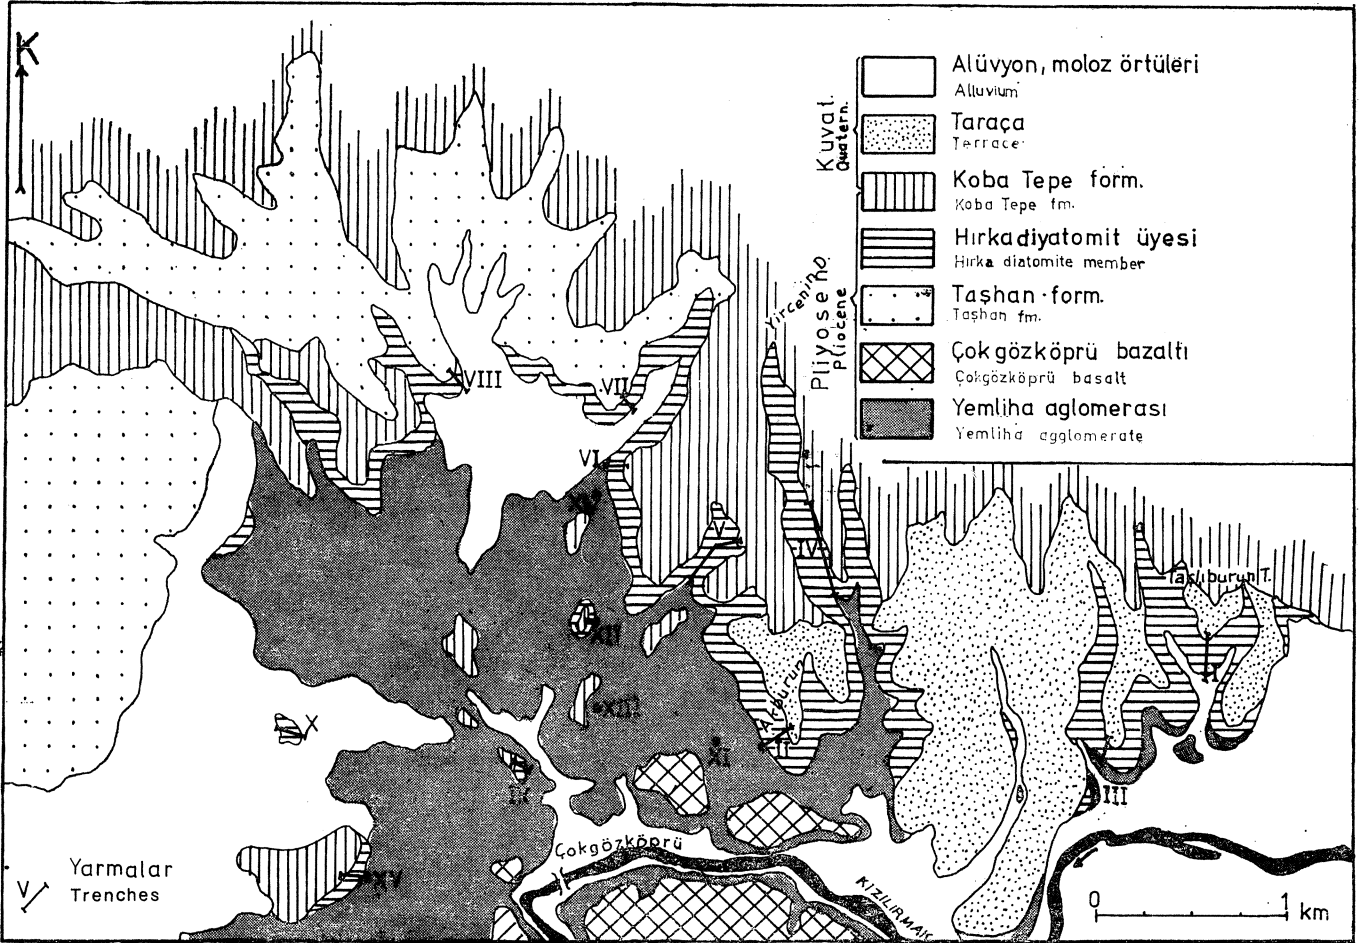 K
Alüvyon, moloz örtüleri
Alluvium
Taraça
Terrace
Koba Tepe form.
Koba Tepe fm.
Hırka diyatomit üyesi
Hırka diatomite member
Taşhan form.
Taşhan fm.
Çokgözköprü bazaltı
Çokgözköprü basalt
Yemliha aglomerası
Yemliha agglomerate
Kuvat.
Quatern.
Pliyosen
Pliocene
VIII
VII
VI
V
IV
Taşlıburun T.
I
XII
XIII
X
XI
II
IX
III
XV
Çokgözköprü
KIZILIRMAK
Yarmalar
Trenches
V
0 1 km